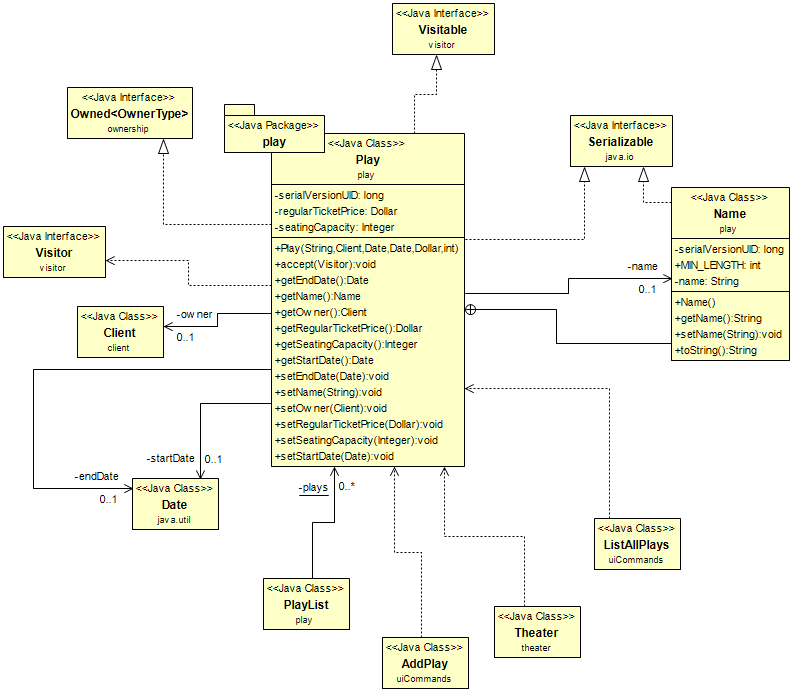 <<Java Interface>>
Visitable
visitor
<<Java Interface>>
Owned<OwnerType>
ownership
<<Java Package>>
play
<<Java Class>>
Play
play
-serialVersionUID: long
-regularTicketPrice: Dollar
-seatingCapacity: Integer
+Play(String,Client,Date,Date,Dollar,int)
+accept(Visitor):void
+getEndDate():Date
+getName():Name
+getOwner():Client
+getRegularTicketPrice():Dollar
+getSeatingCapacity():Integer
+getStartDate():Date
+setEndDate(Date):void
+setName(String):void
+setOwner(Client):void
+setRegularTicketPrice(Dollar):void
+setSeatingCapacity(Integer):void
+setStartDate(Date):void
<<Java Interface>>
Serializable
java.io
<<Java Class>>
Name
play
-serialVersionUID: long
+MIN_LENGTH: int
-name: String
+Name()
+getName():String
+setName(String):void
+toString():String
-name
0..1
<<Java Interface>>
Visitor
visitor
<<Java Class>>
Client
client
-owner
0..1
-startDate
0..1
-endDate
0..1
<<Java Class>>
Date
java.util
-plays
0..*
<<Java Class>>
PlayList
play
<<Java Class>>
AddPlay
uiCommands
<<Java Class>>
Theater
theater
<<Java Class>>
ListAllPlays
uiCommands